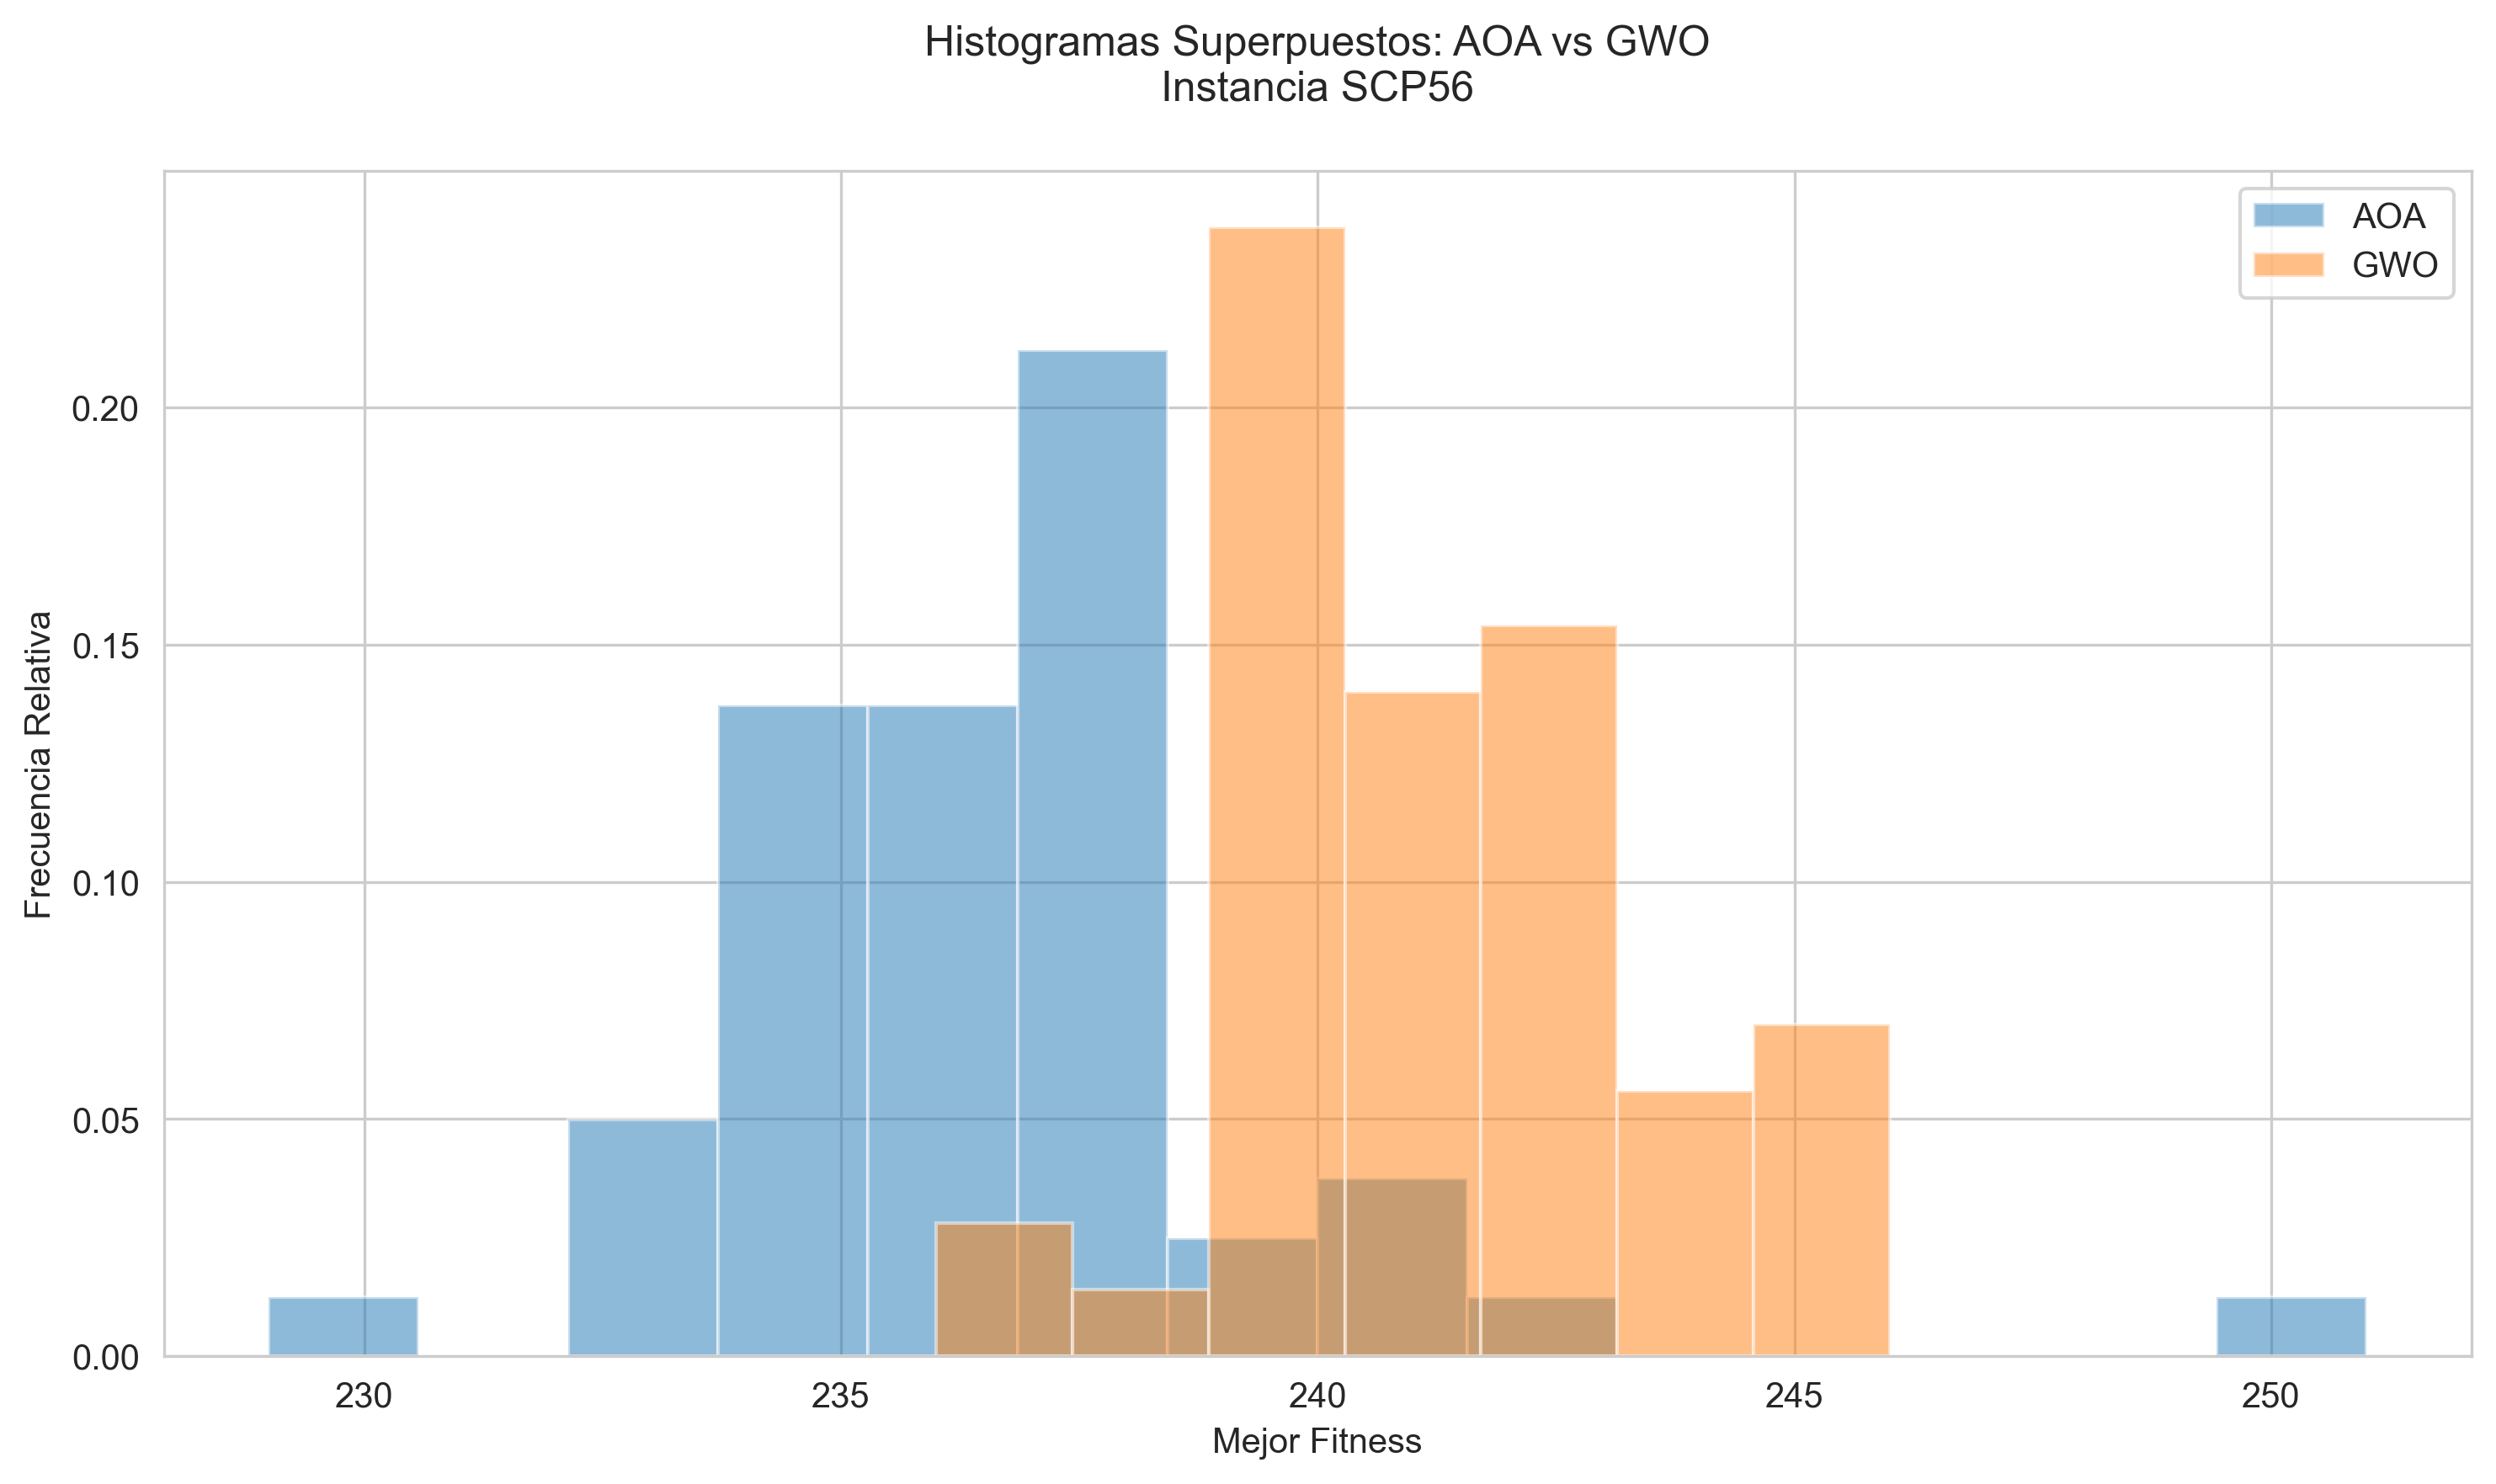 Histogramas Superpuestos: AOA vs GWO
Instancia SCP56
AOA
GWO
Frecuencia Relativa
0.20
0.15
0.10
0.05
0.00
230 235 240 245 250
Mejor Fitness